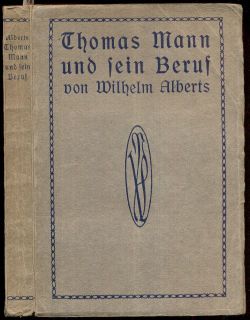 Alberts
Thomas
Mann
und sein
Beruf
Thomas Mann
und sein Beruf
von Wilhelm Alberts